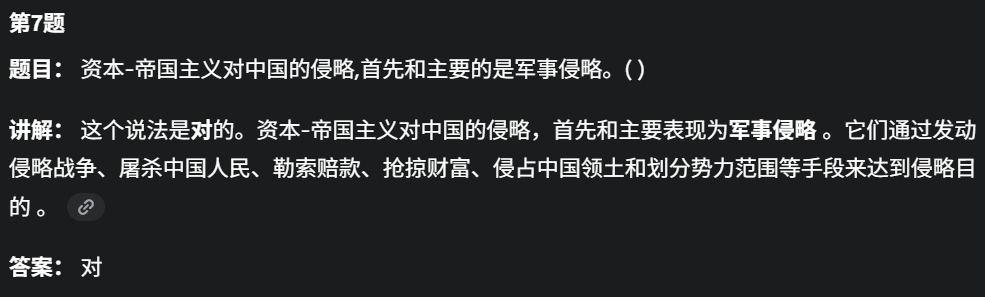 第7题
题目： 资本-帝国主义对中国的侵略,首先和主要的是军事侵略。( )
讲解： 这个说法是对的。资本-帝国主义对中国的侵略，首先和主要表现为军事侵略 。它们通过发动
侵略战争、屠杀中国人民、勒索赔款、抢掠财富、侵占中国领土和划分势力范围等手段来达到侵略目
的 。
答案： 对